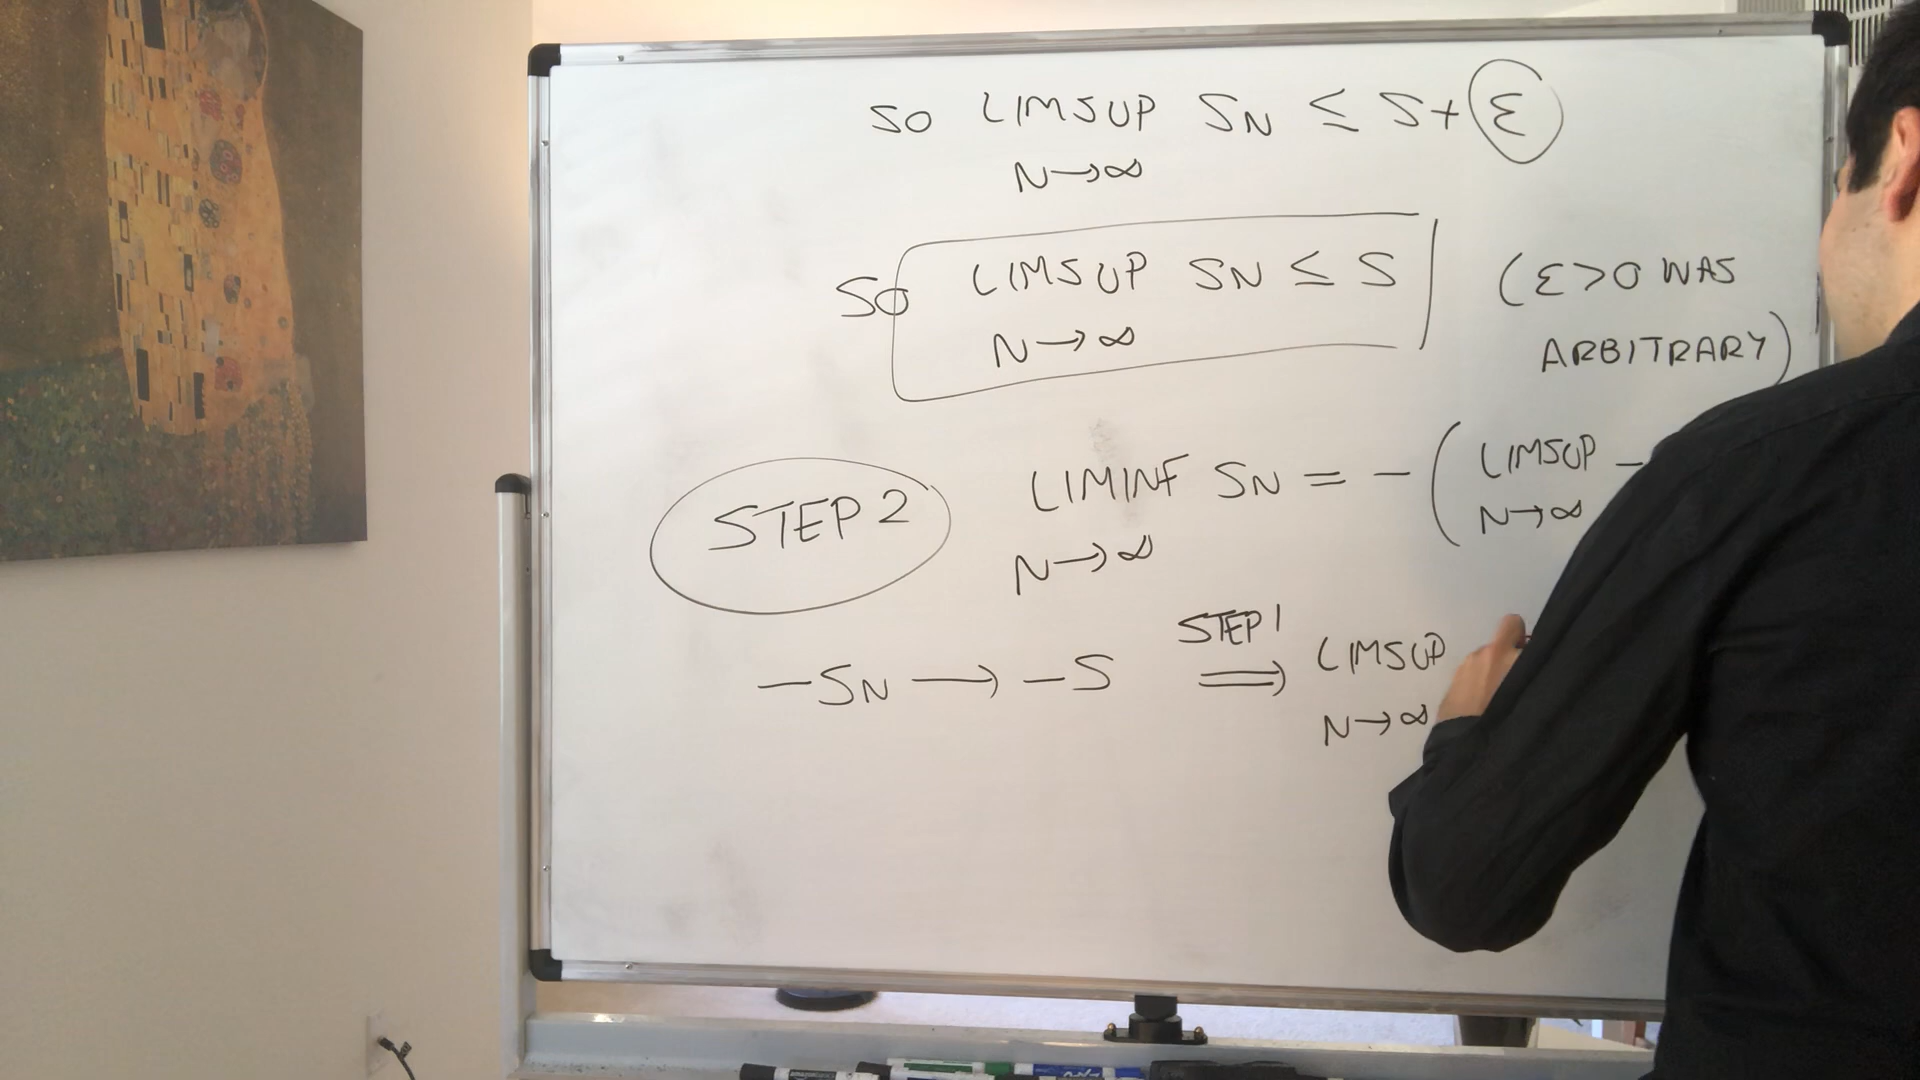 SO LIMSUP SN ≤ S + ε
N→∞
SO LIMSUP SN ≤ S (ε>0 WAS
N→∞ ARBITRARY)
STEP 2 LIMINF SN = -( LIMSUP -
N→∞ N→∞
STEP 1
-SN → -S ⟹ LIMSUP
N→∞